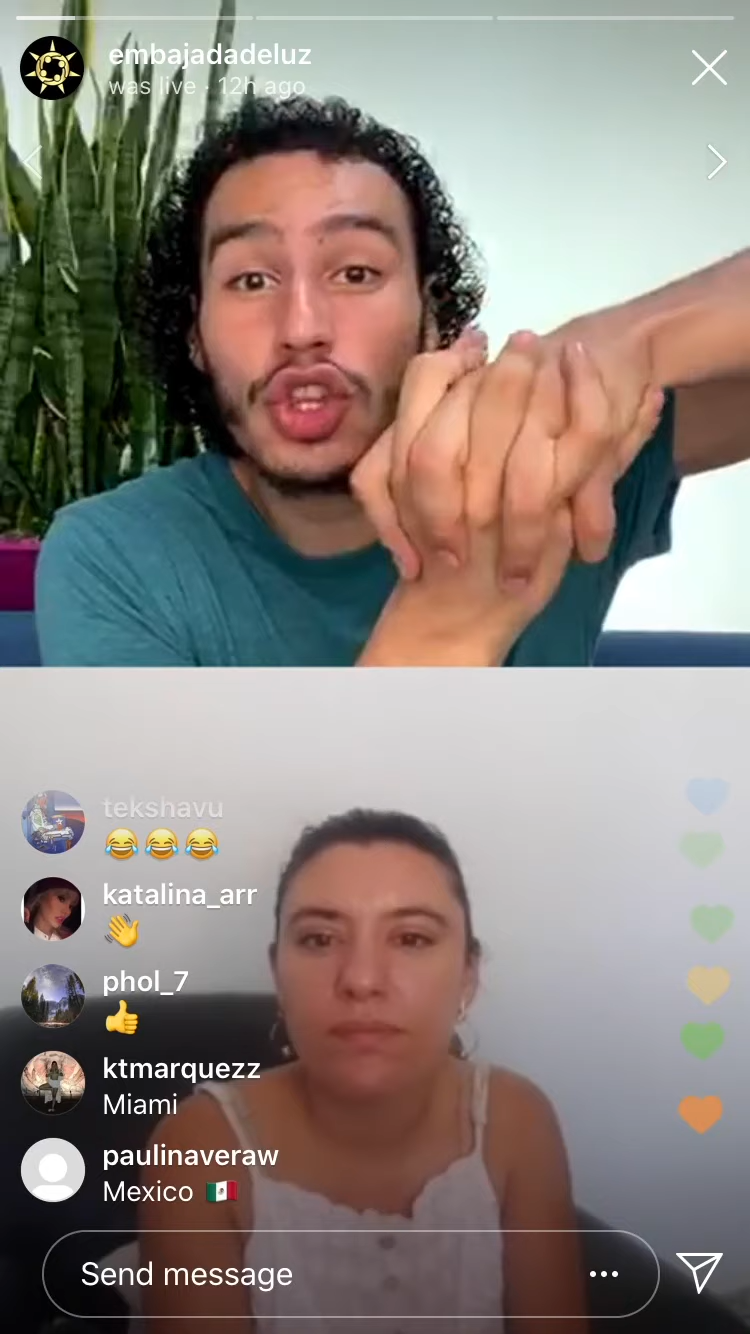 embajadadeluz
was live · 12h ago
tekshavu
😂😂😂
katalina_arr
👋
phol_7
👍
ktmarquezz
Miami
paulinaveraw
Mexico 🇲🇽
Send message